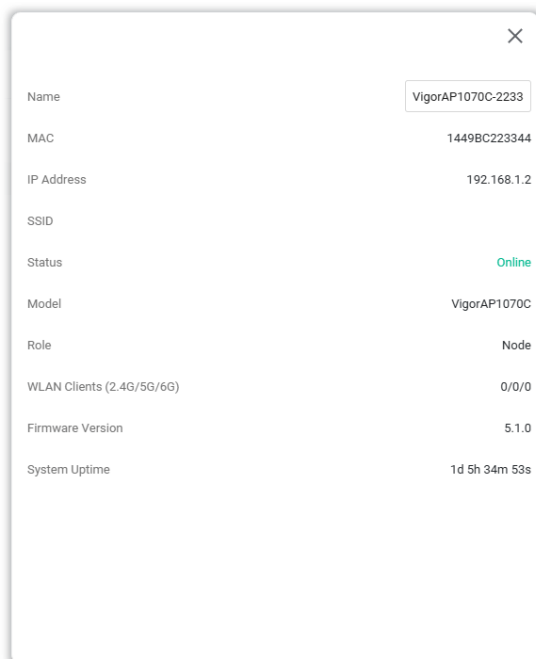 Name VigorAP1070C-2233
MAC 1449BC223344
IP Address 192.168.1.2
SSID
Status Online
Model VigorAP1070C
Role Node
WLAN Clients (2.4G/5G/6G) 0/0/0
Firmware Version 5.1.0
System Uptime 1d 5h 34m 53s